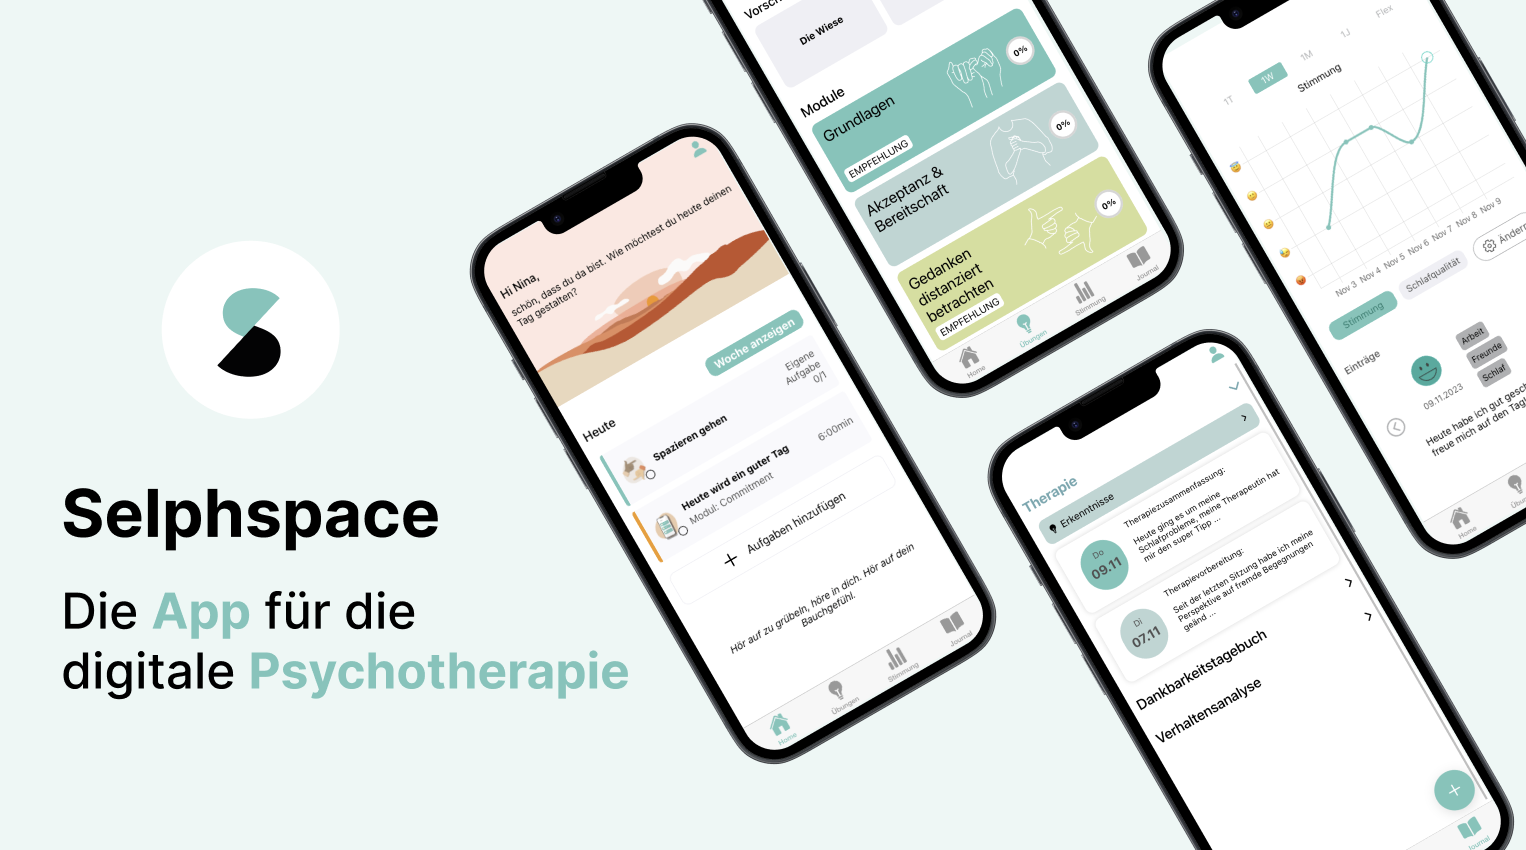 Selphspace
Die App für die
digitale Psychotherapie
Hi Nina,
schön, dass du da bist. Wie möchtest du heute deinen
Tag gestalten?
Woche anzeigen
Heute
Eigene
Aufgabe
0/1
Spazieren gehen
Heute wird ein guter Tag
Modul: Commitment
6:00min
Aufgaben hinzufügen
Hör auf zu grübeln, höre in dich. Hör auf dein
Bauchgefühl.
Home
Übungen
Stimmung
Journal
Die Wiese
Module
Grundlagen
EMPFEHLUNG
0%
Akzeptanz &
Bereitschaft
0%
Gedanken
distanziert
betrachten
EMPFEHLUNG
0%
Home
Übungen
Stimmung
Journal
Therapie
Erkenntnisse
Do
09.11
Therapiezusammenfassung:
Heute ging es um meine
Schlafprobleme, meine Therapeutin hat
mir den super Tipp ...
Di
07.11
Therapievorbereitung:
Seit der letzten Sitzung habe ich meine
Perspektive auf fremde Begegnungen
geänd ...
Dankbarkeitstagebuch
Verhaltensanalyse
Journal
1T
1W
1M
1J
Flex
Stimmung
Nov 3
Nov 4
Nov 5
Nov 6
Nov 7
Nov 8
Nov 9
Ändern
Stimmung
Schlafqualität
Einträge
09.11.2023
Arbeit
Freunde
Schlaf
Heute habe ich gut gesch
freue mich auf den Tag!
Home